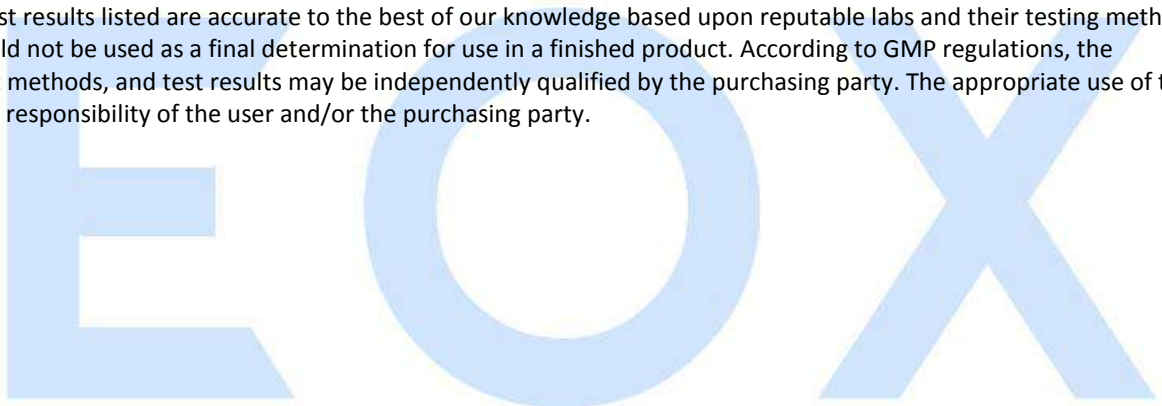 st results listed are accurate to the best of our knowledge based upon reputable labs and their testing meth
ld not be used as a final determination for use in a finished product. According to GMP regulations, the
methods, and test results may be independently qualified by the purchasing party. The appropriate use of t
responsibility of the user and/or the purchasing party.
EOX